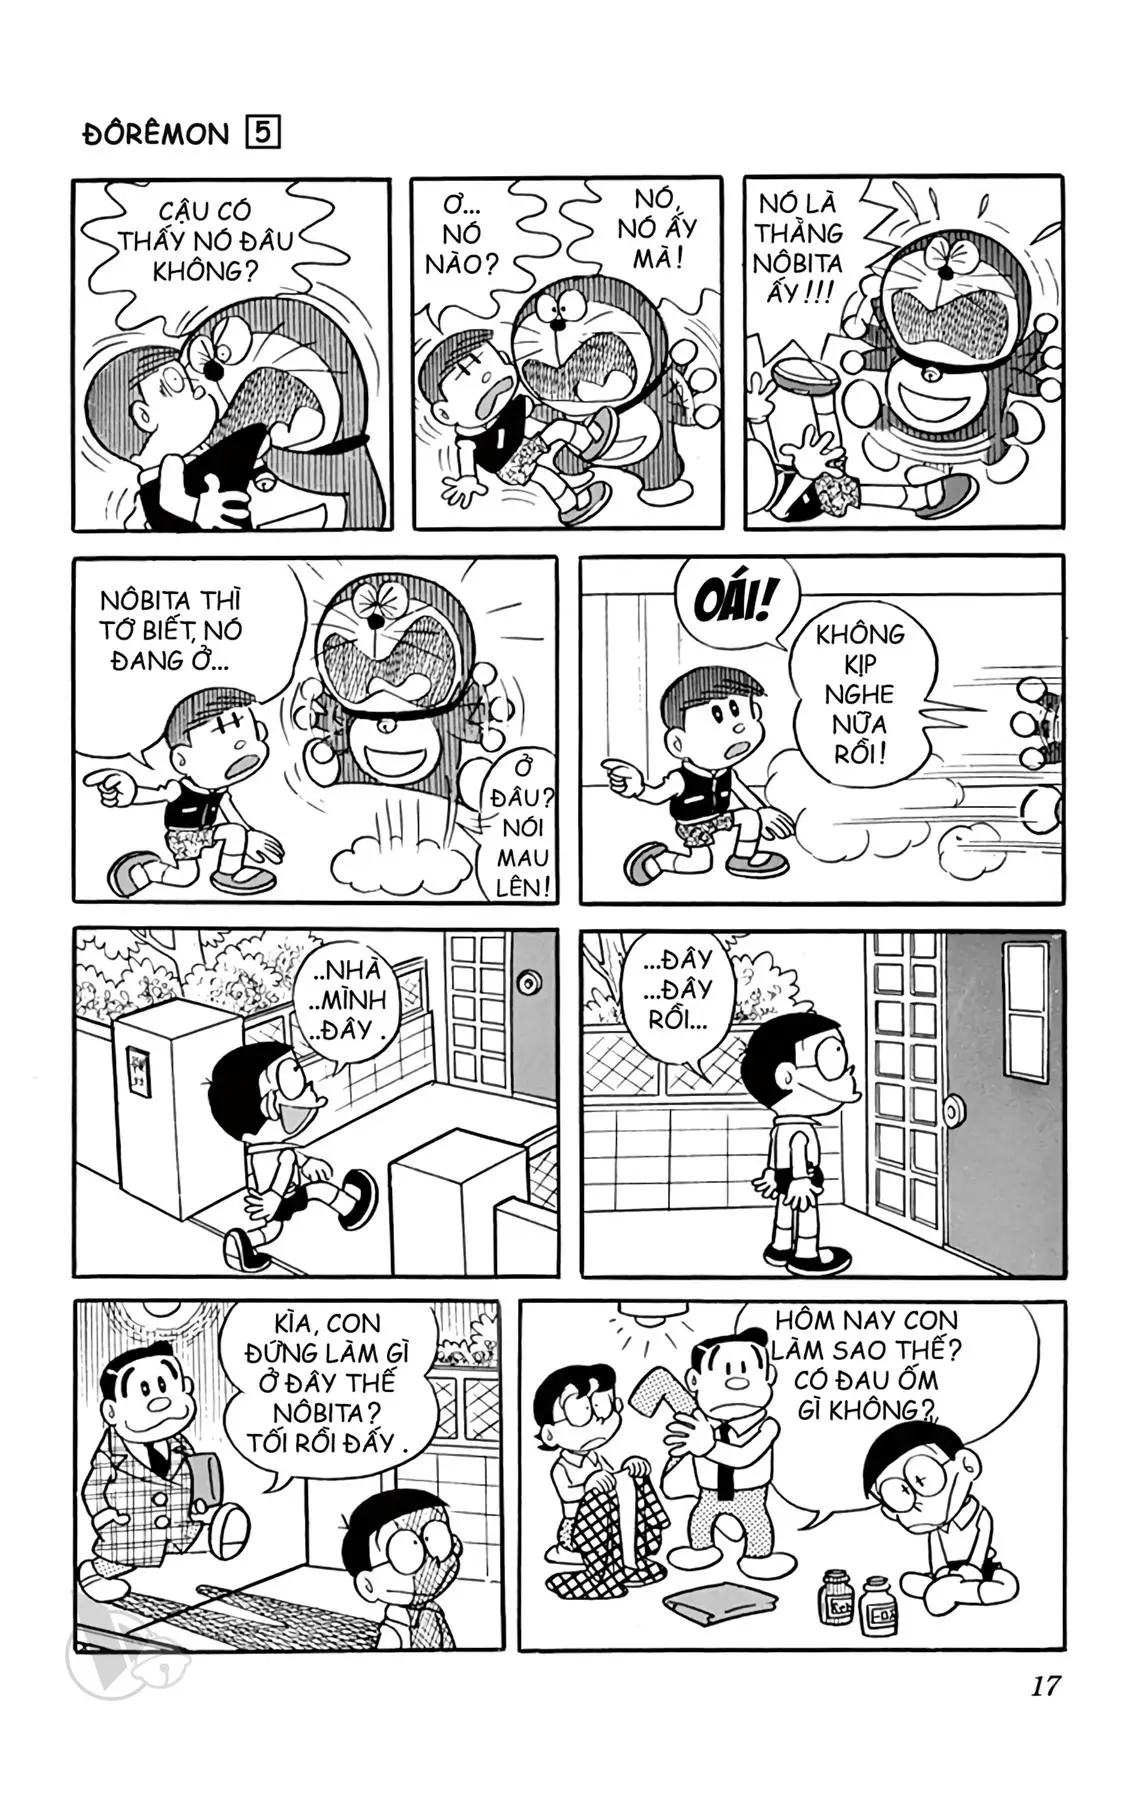 ĐÔRÊMON 5
CẬU CÓ
THẤY NÓ ĐÂU
KHÔNG?
Ơ...
NÓ
NÀO?
NÓ,
NÓ ẤY
MÀ!
NÓ LÀ
THẰNG
NÔBITA
ẤY!!!
NÔBITA THÌ
TỚ BIẾT, NÓ
ĐANG Ở...
Ở
ĐÂU?
NÓI
MAU
LÊN!
OÁI!
KHÔNG
KỊP
NGHE
NỮA
RỒI!
..NHÀ
..MÌNH
..ĐÂY.
...ĐÂY
...ĐÂY
RỒI...
KÌA, CON
ĐỨNG LÀM GÌ
Ở ĐÂY THẾ
NÔBITA?
TỐI RỒI ĐẤY.
HÔM NAY CON
LÀM SAO THẾ?
CÓ ĐAU ỐM
GÌ KHÔNG?
17